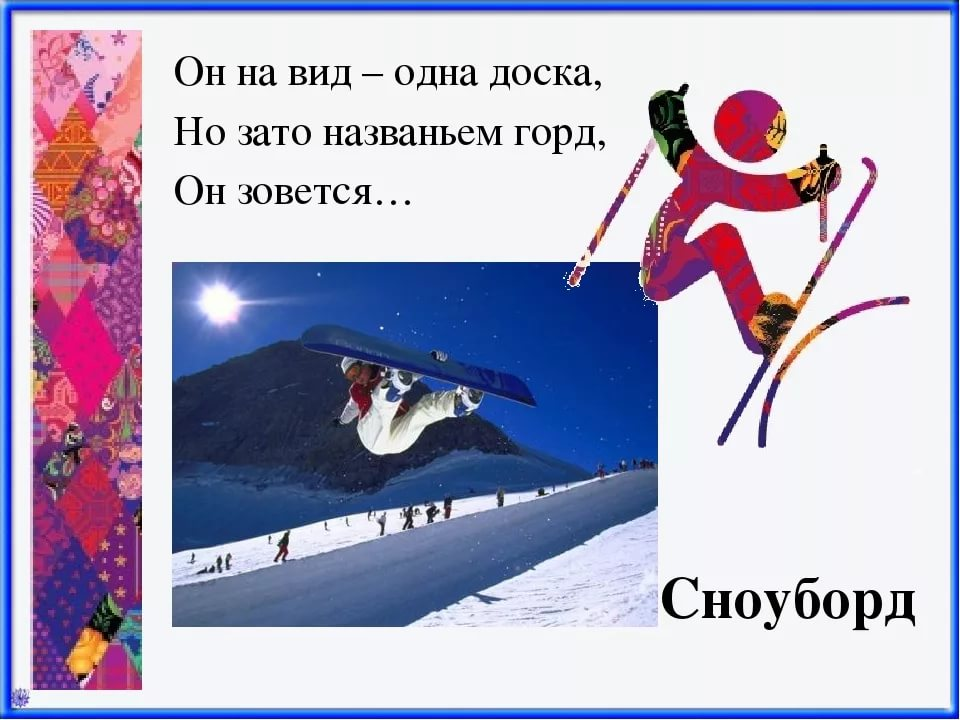 Он на вид – одна доска,
Но зато названьем горд,
Он зовется…
Сноуборд